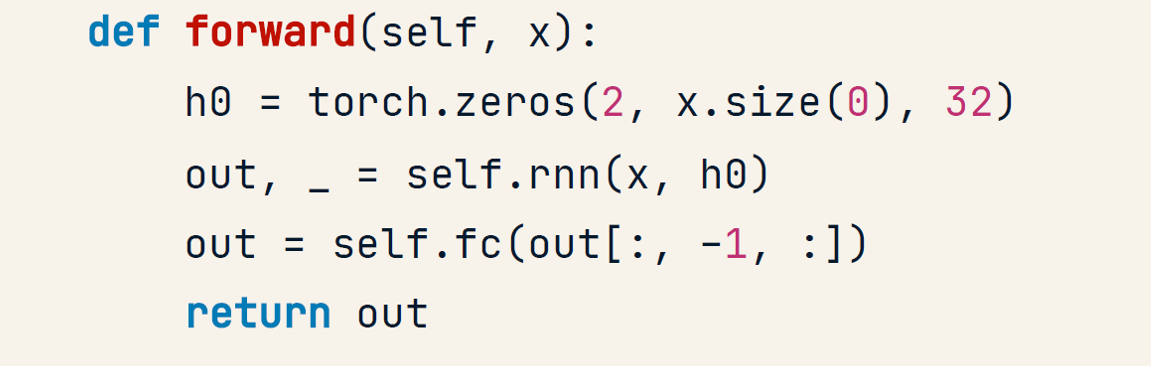 def forward(self, x):
h0 = torch.zeros(2, x.size(0), 32)
out, _ = self.rnn(x, h0)
out = self.fc(out[:, -1, :])
return out